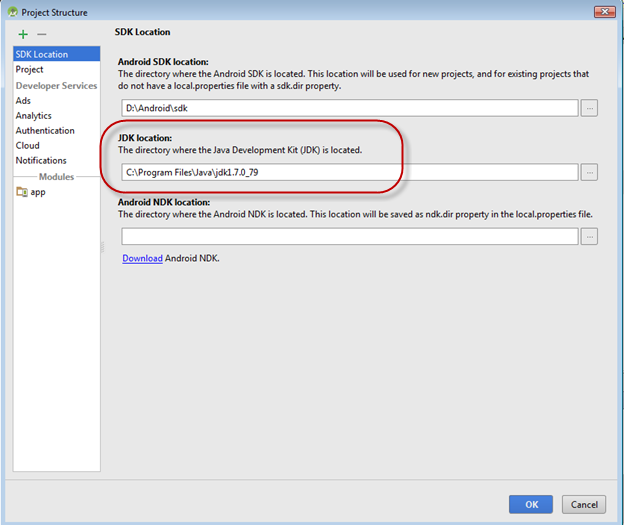 Project Structure
SDK Location
Project
Developer Services
Ads
Analytics
Authentication
Cloud
Notifications
Modules
app
SDK Location
Android SDK location:
The directory where the Android SDK is located. This location will be used for new projects, and for existing projects that
do not have a local.properties file with a sdk.dir property.
D:\Android\sdk
...
JDK location:
The directory where the Java Development Kit (JDK) is located.
C:\Program Files\Java\jdk1.7.0_79
...
Android NDK location:
The directory where the Android NDK is located. This location will be saved as ndk.dir property in the local.properties file.
...
Download Android NDK.
OK
Cancel